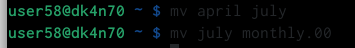 user58@dk4n70 ~ $ mv april july
user58@dk4n70 ~ $ mv july monthly.00